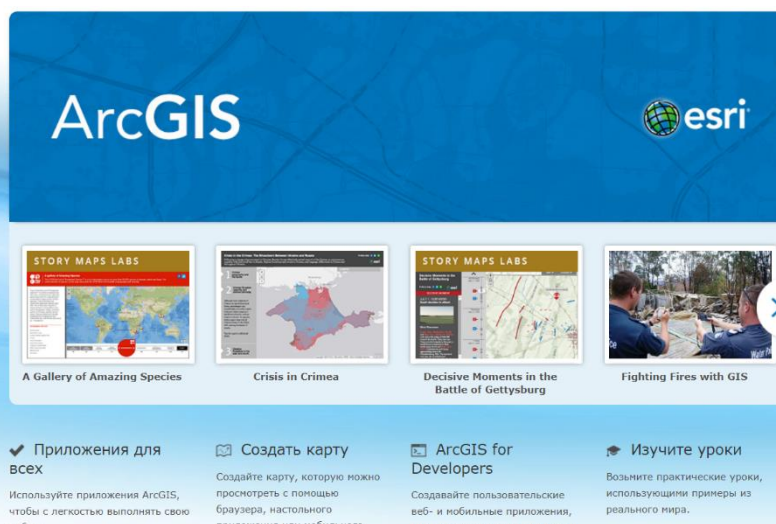 ArcGIS
esri
STORY MAPS LABS
STORY MAPS LABS
A Gallery of Amazing Species
Crisis in Crimea
Decisive Moments in the
Battle of Gettysburg
Fighting Fires with GIS
Приложения для
всех
Используйте приложения ArcGIS,
чтобы с легкостью выполнять свою
Создать карту
Создайте карту, которую можно
просмотреть с помощью
браузера, настольного
ArcGIS for
Developers
Создавайте пользовательские
веб- и мобильные приложения,
Изучите уроки
Возьмите практические уроки,
использующими примеры из
реального мира.